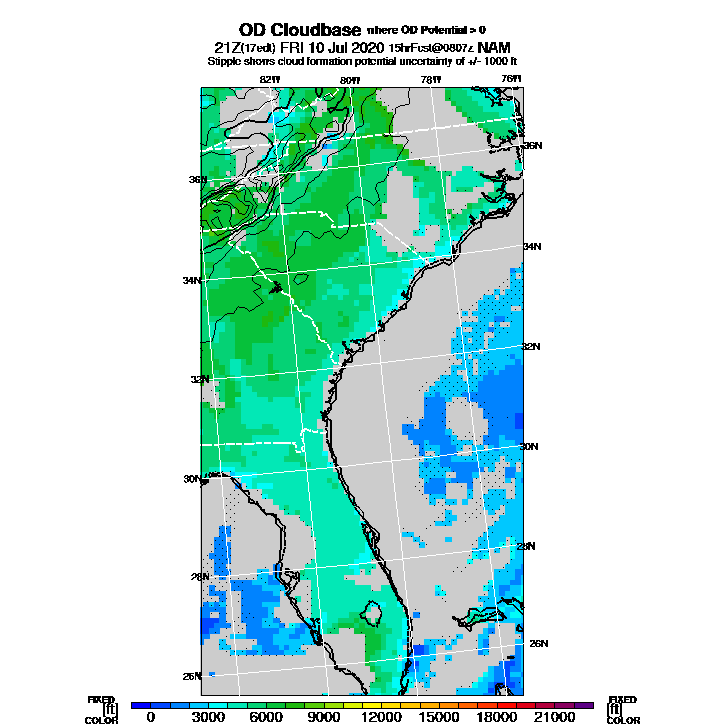 OD Cloudbase where OD Potential > 0
21Z(17edt) FRI 10 Jul 2020 15hrFcst@0807z NAM
Stipple shows cloud formation potential uncertainty of +/- 1000 ft
82W 80W 78W 76W
36N
36N
34N
34N
32N
32N
30N
30N
28N
28N
26N
26N
FIXED FIXED
[ft] [ft]
COLOR 0 3000 6000 9000 12000 15000 18000 21000 COLOR